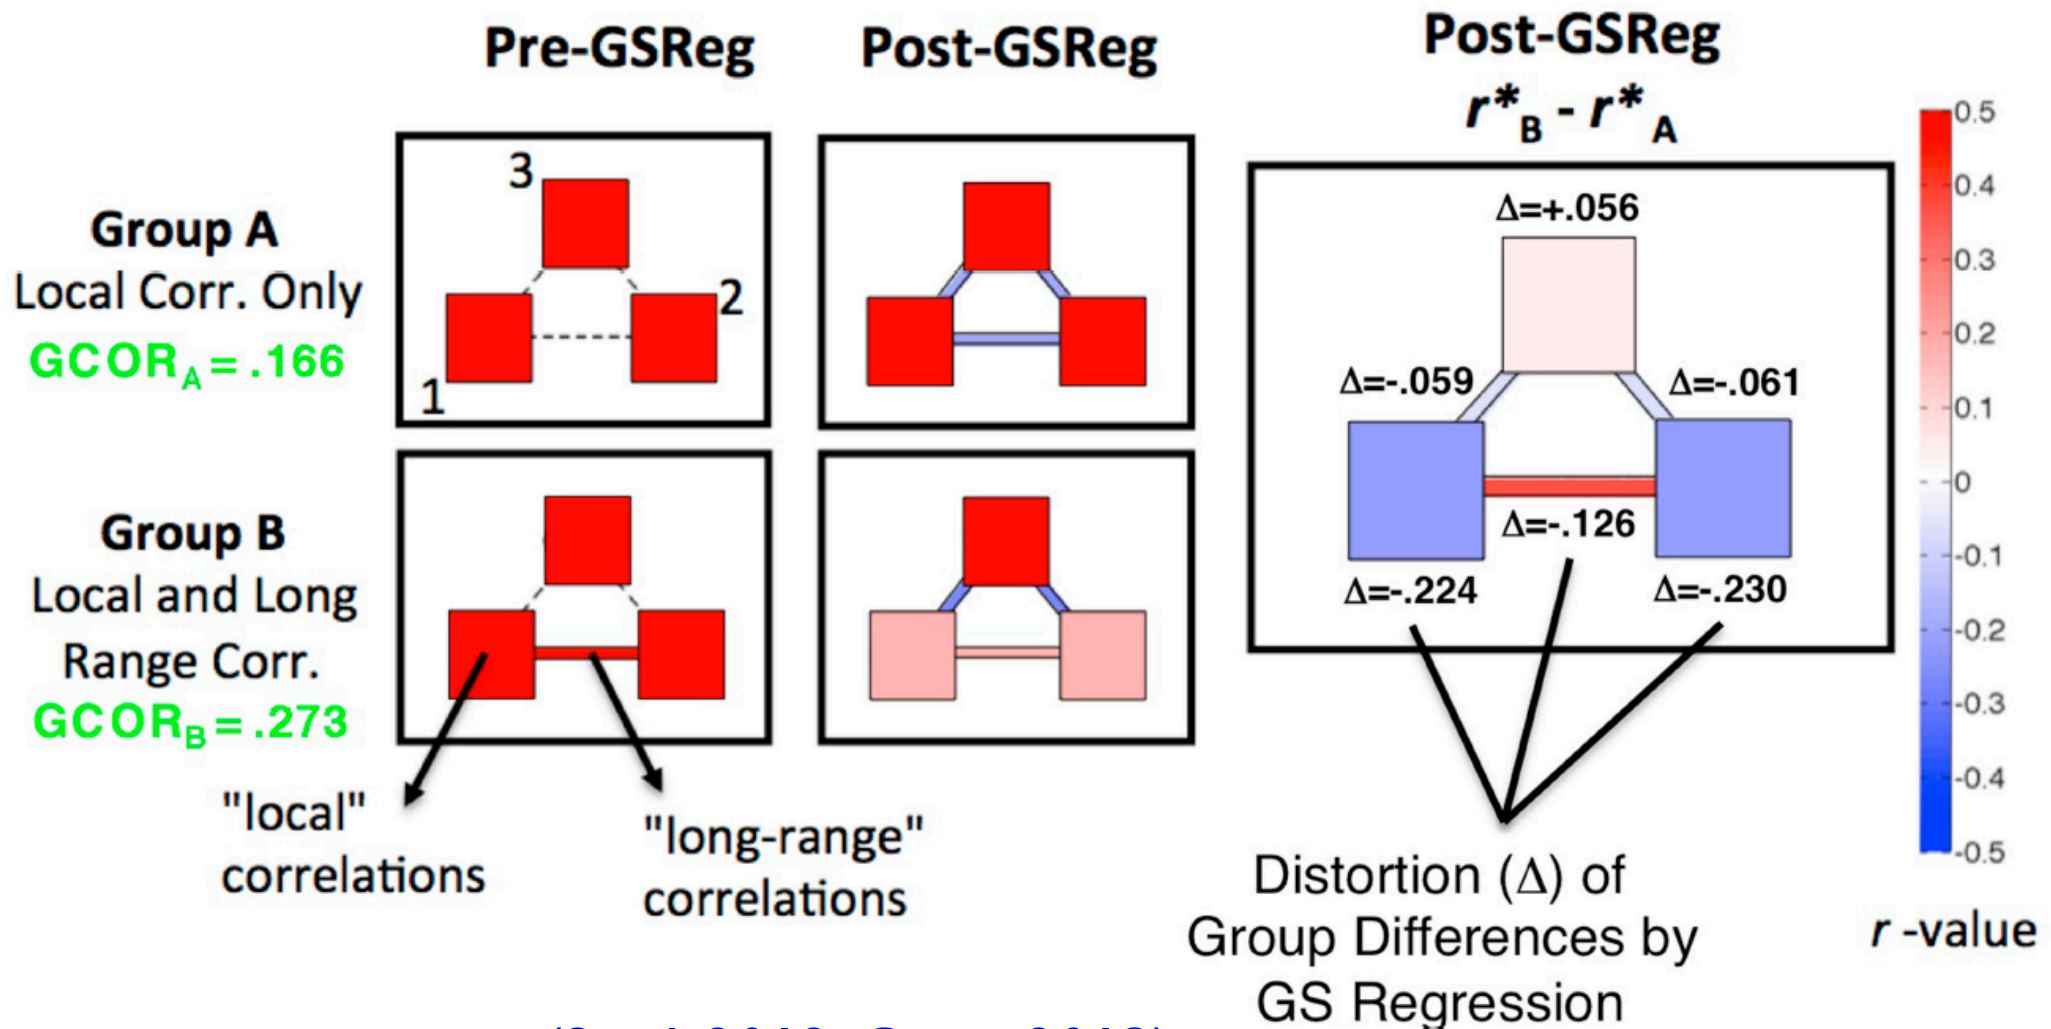 Pre-GSReg
Post-GSReg
Post-GSReg
r*B - r*A
Group A
Local Corr. Only
GCORA = .166
3
2
1
Group B
Local and Long
Range Corr.
GCORB = .273
"local"
correlations
"long-range"
correlations
Δ=+.056
Δ=-.059
Δ=-.061
Δ=-.126
Δ=-.224
Δ=-.230
Distortion (Δ) of
Group Differences by
GS Regression
0.5
0.4
0.3
0.2
0.1
0
-0.1
-0.2
-0.3
-0.4
-0.5
r -value